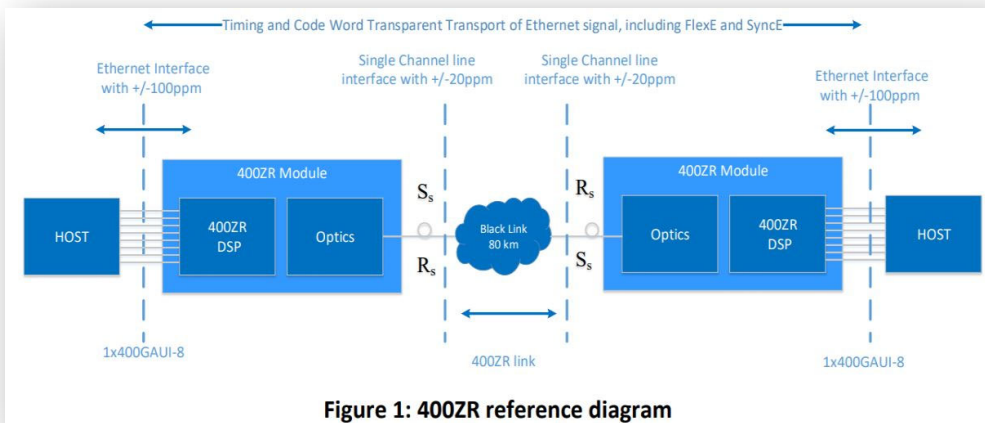 Timing and Code Word Transparent Transport of Ethernet signal, including FlexE and SyncE
Ethernet Interface
with +/-100ppm
Single Channel line
interface with +/-20ppm
Single Channel line
interface with +/-20ppm
Ethernet Interface
with +/-100ppm
400ZR Module
400ZR Module
HOST
400ZR
DSP
Optics
Ss
Rs
Black Link
80 km
Rs
Ss
Optics
400ZR
DSP
HOST
1x400GAUI-8
400ZR link
1x400GAUI-8
Figure 1: 400ZR reference diagram